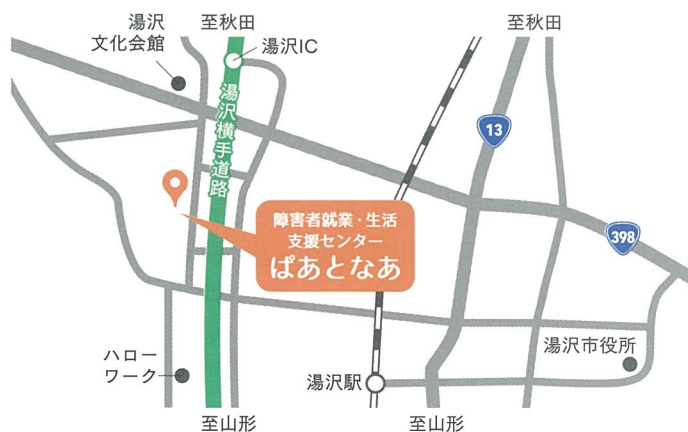 湯沢
文化会館
至秋田
湯沢IC
湯沢横手道路
至秋田
13
障害者就業・生活
支援センター
ぱあとなあ
398
ハロー
ワーク
湯沢駅
湯沢市役所
至山形
至山形